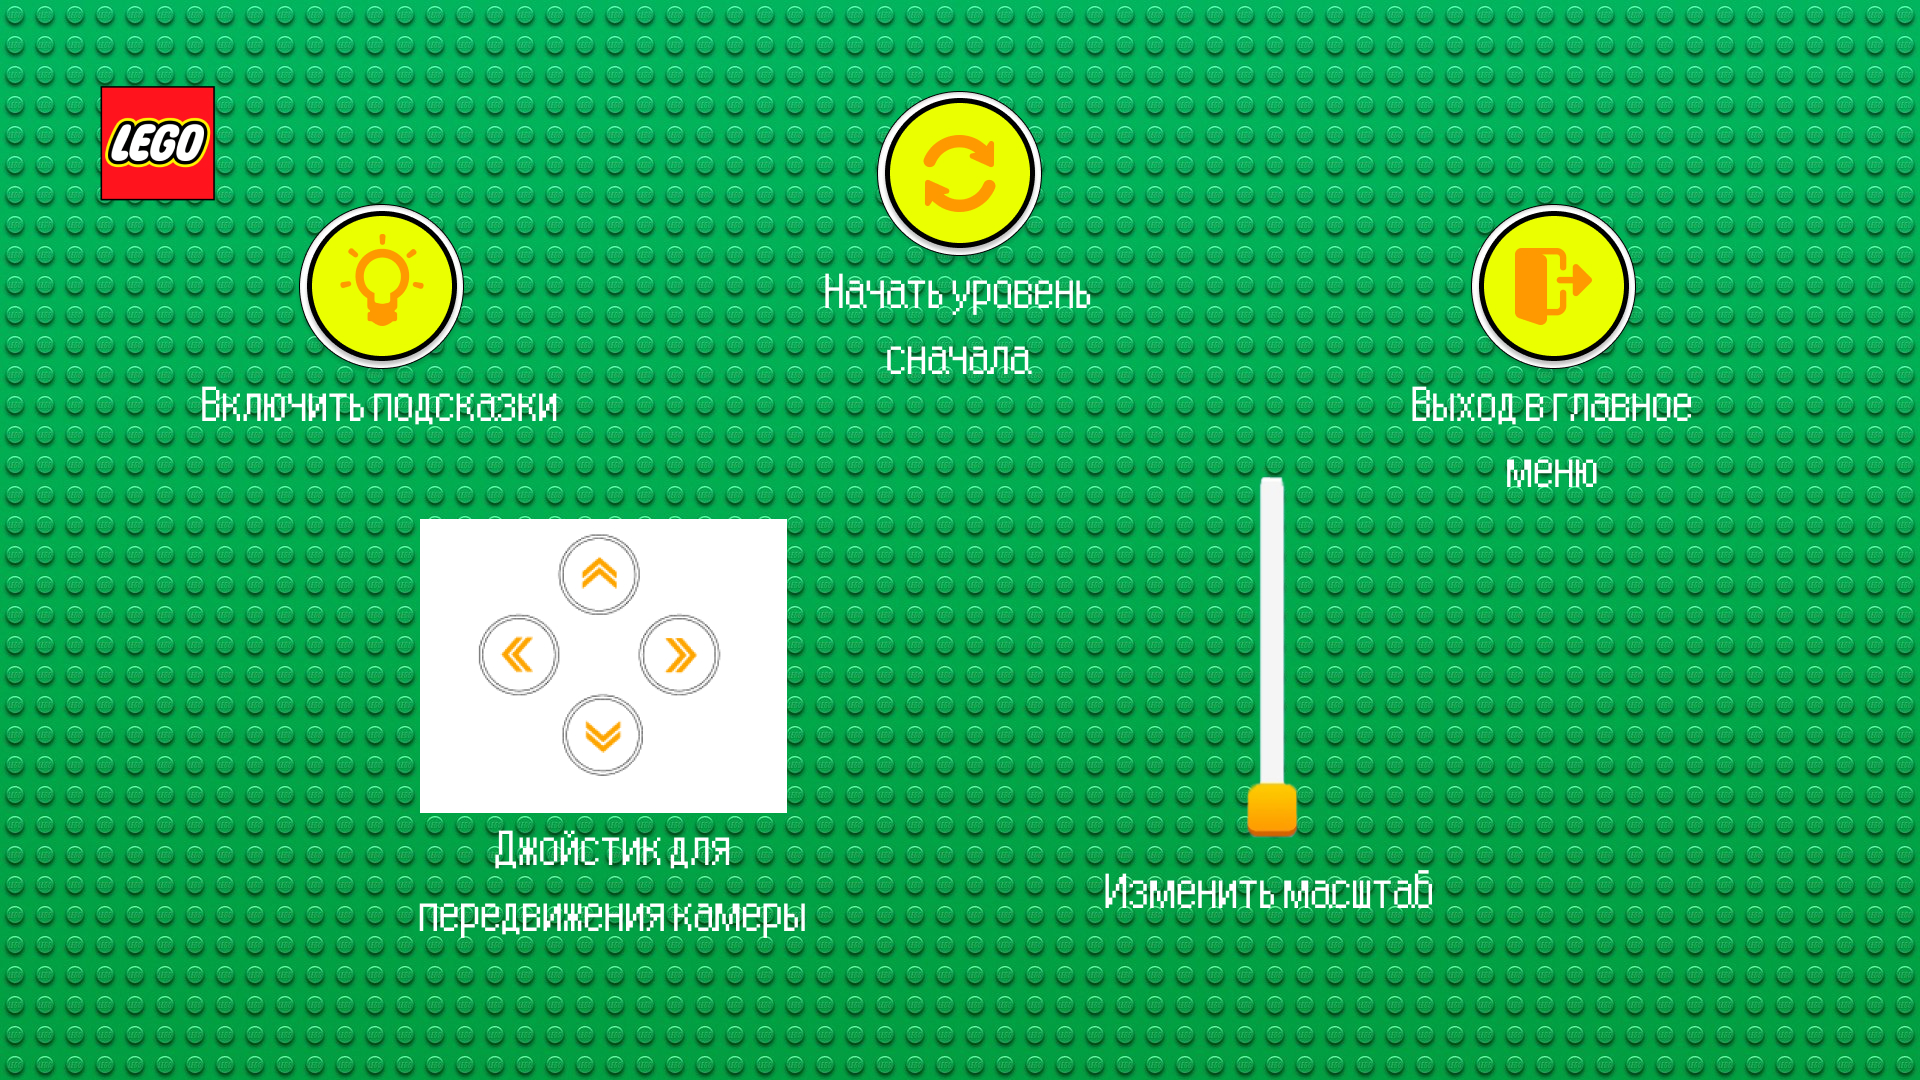 LEGO
Начать уровень
сначала
Включить подсказки
Выход в главное
меню
Джойстик для
передвижения камеры
Изменить масштаб